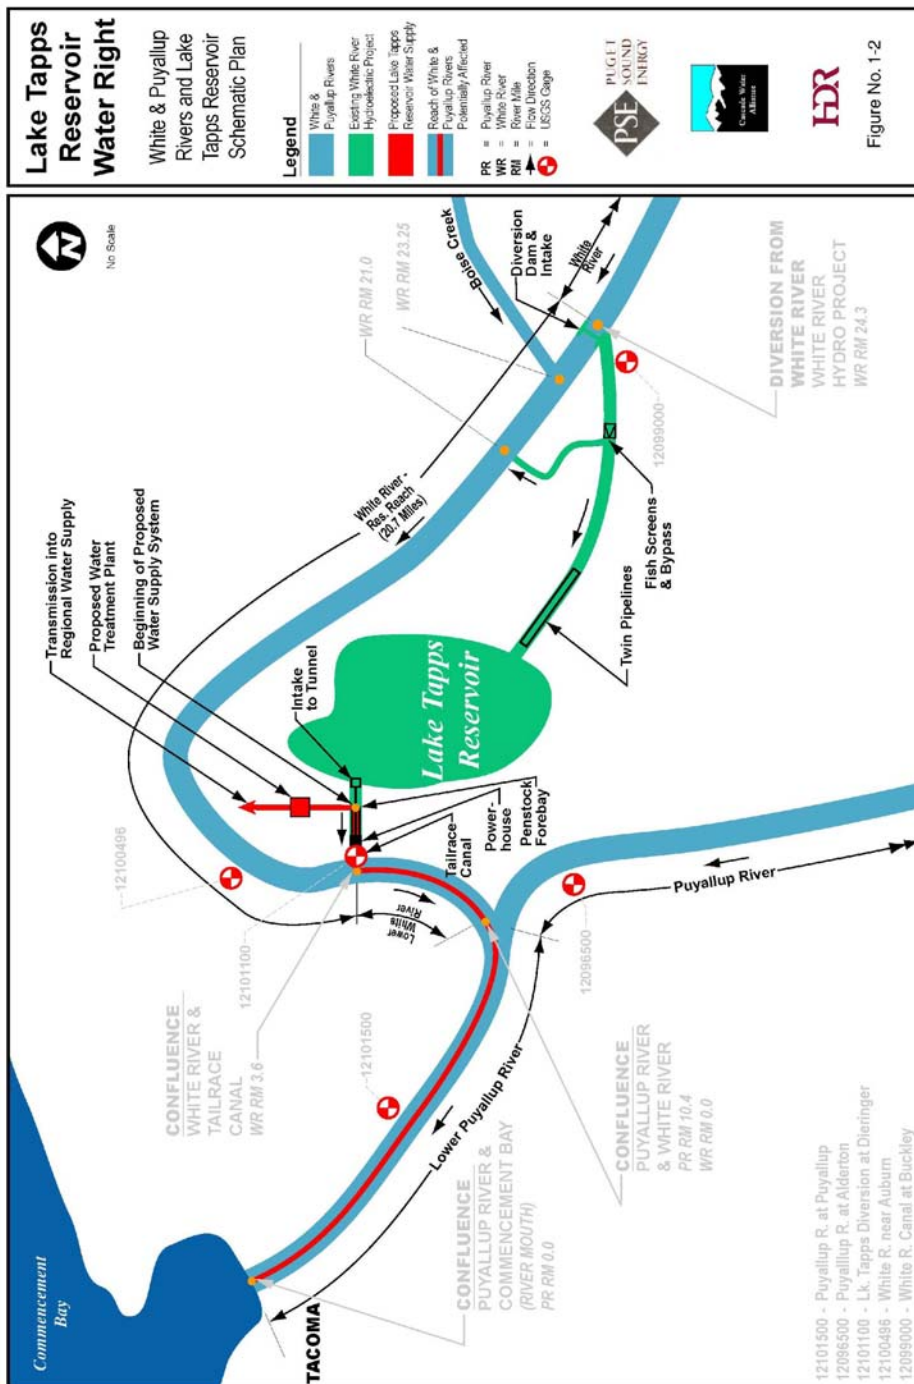 Lake Tapps
Reservoir
Water Right
White & Puyallup
Rivers and Lake
Tapps Reservoir
Schematic Plan
Legend
White &
Puyallup Rivers
Existing White River
Hydroelectric Project
Proposed Lake Tapps
Reservoir Water Supply
Reach of White &
Puyallup Rivers
Potentially Affected
PR = Puyallup River
WR = White River
RM = River Mile
= Flow Direction
= USGS Gage
PSE
PUGET
SOUND
ENERGY
Cascade Water
Alliance
HDR
Figure No. 1-2
N
No Scale
Commencement
Bay
TACOMA
Transmission into
Regional Water Supply
Proposed Water
Treatment Plant
Beginning of Proposed
Water Supply System
White River -
Res. Reach
(20.7 Miles)
WR RM 21.0
WR RM 23.25
Boise Creek
Diversion
Dam &
Intake
White
River
12100496
12101100
12101500
CONFLUENCE
WHITE RIVER &
TAILRACE
CANAL
WR RM 3.6
Intake
to Tunnel
Lower
White
River
Tailrace
Canal
Power-
house
Penstock
Forebay
Lake Tapps
Reservoir
Twin Pipelines
Fish Screens
& Bypass
12099000
DIVERSION FROM
WHITE RIVER
WHITE RIVER
HYDRO PROJECT
WR RM 24.3
Puyallup River
12096500
Lower Puyallup River
CONFLUENCE
PUYALLUP RIVER &
COMMENCEMENT BAY
(RIVER MOUTH)
PR RM 0.0
CONFLUENCE
PUYALLUP RIVER
& WHITE RIVER
PR RM 10.4
WR RM 0.0
12101500 - Puyallup R. at Puyallup
12096500 - Puyalllup R. at Alderton
12101100 - Lk. Tapps Diversion at Dieringer
12100496 - White R. near Auburn
12099000 - White R. Canal at Buckley